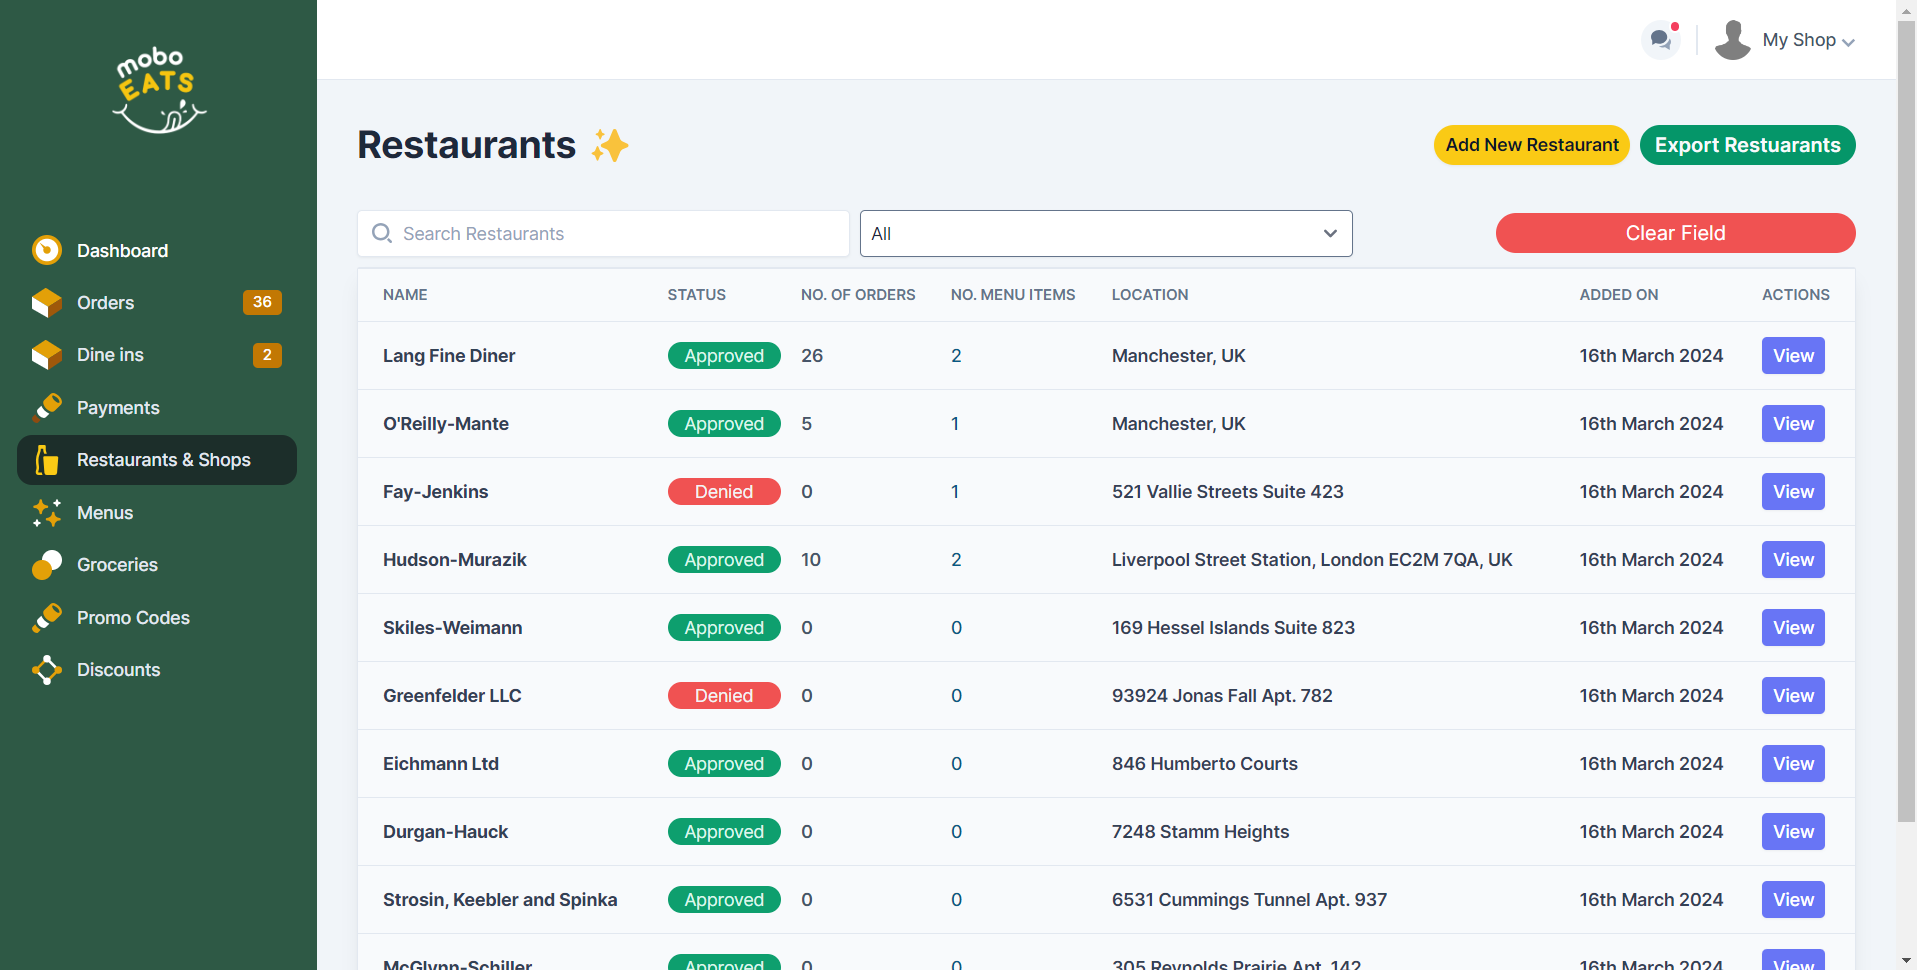 mobo
EATS
My Shop
Restaurants
Add New Restaurant
Export Restuarants
Search Restaurants
All
Clear Field
Dashboard
Orders 36
Dine ins 2
Payments
Restaurants & Shops
Menus
Groceries
Promo Codes
Discounts
NAME STATUS NO. OF ORDERS NO. MENU ITEMS LOCATION ADDED ON ACTIONS
Lang Fine Diner Approved 26 2 Manchester, UK 16th March 2024 View
O'Reilly-Mante Approved 5 1 Manchester, UK 16th March 2024 View
Fay-Jenkins Denied 0 1 521 Vallie Streets Suite 423 16th March 2024 View
Hudson-Murazik Approved 10 2 Liverpool Street Station, London EC2M 7QA, UK 16th March 2024 View
Skiles-Weimann Approved 0 0 169 Hessel Islands Suite 823 16th March 2024 View
Greenfelder LLC Denied 0 0 93924 Jonas Fall Apt. 782 16th March 2024 View
Eichmann Ltd Approved 0 0 846 Humberto Courts 16th March 2024 View
Durgan-Hauck Approved 0 0 7248 Stamm Heights 16th March 2024 View
Strosin, Keebler and Spinka Approved 0 0 6531 Cummings Tunnel Apt. 937 16th March 2024 View
McGlynn-Schiller Approved 0 0 305 Reynolds Prairie Apt. 142 16th March 2024 View